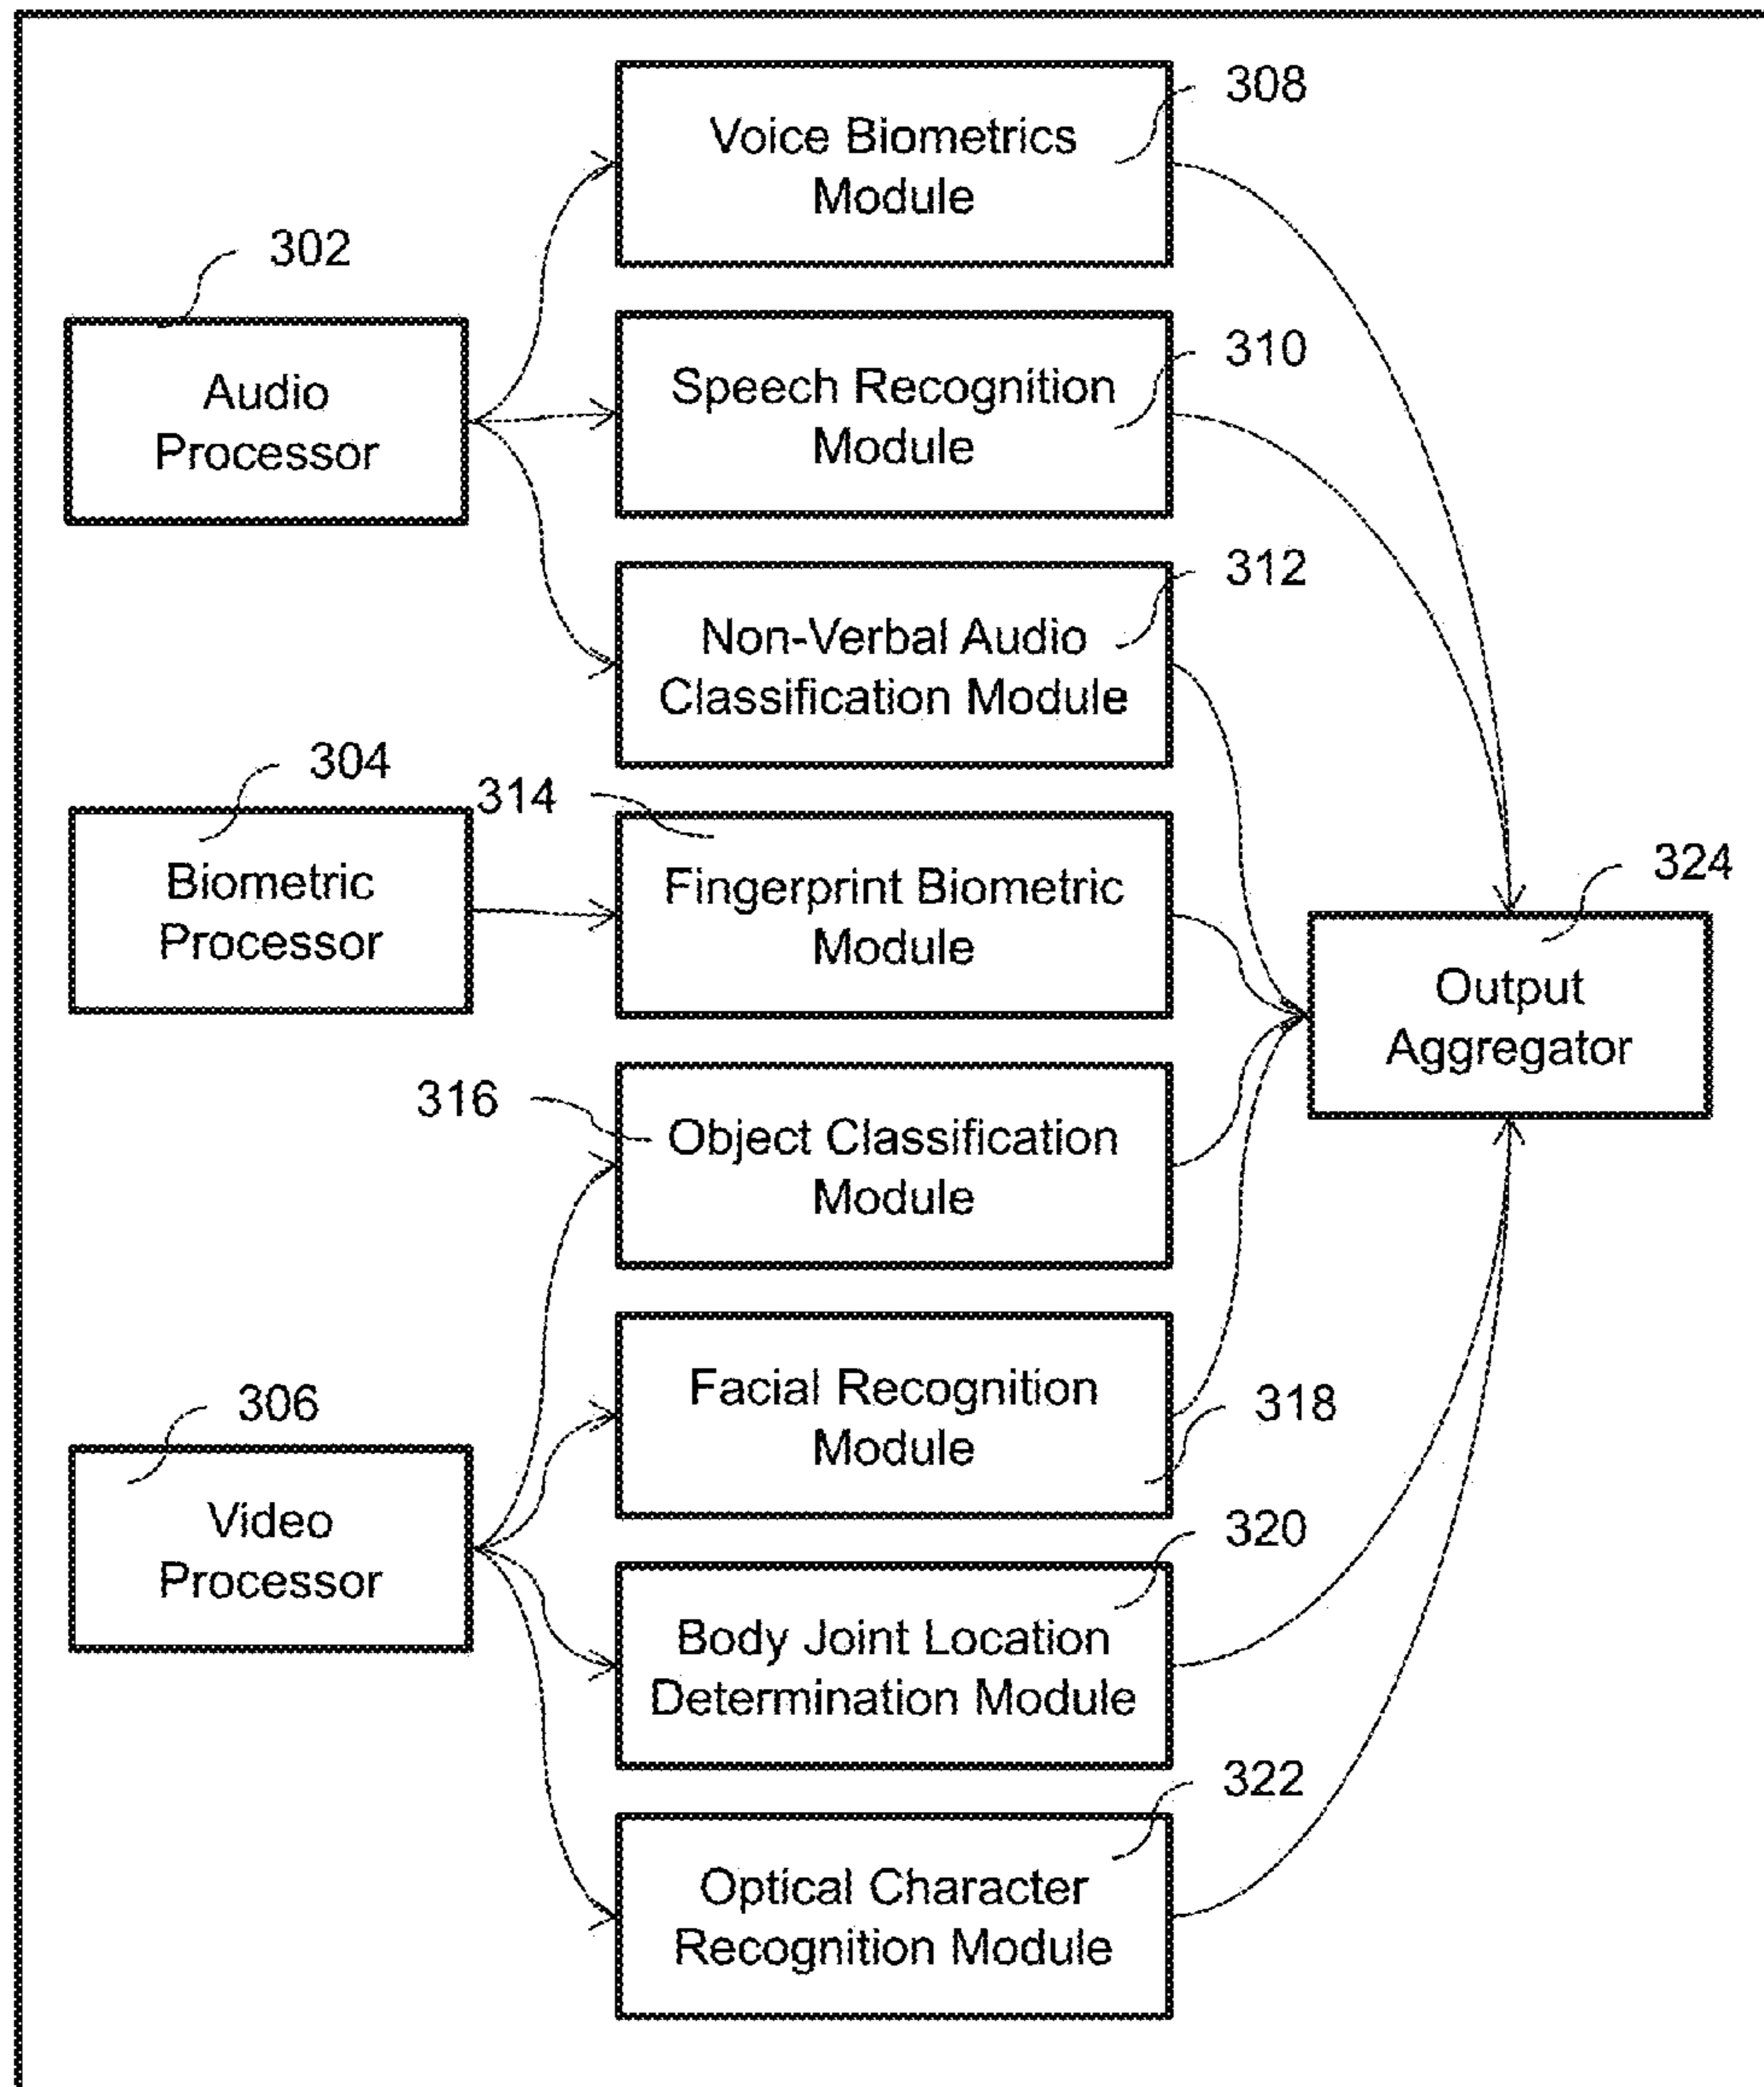 308
Voice Biometrics
Module
302
Audio
Processor
310
Speech Recognition
Module
312
Non-Verbal Audio
Classification Module
304
Biometric
Processor
314
Fingerprint Biometric
Module
324
Output
Aggregator
316
Object Classification
Module
306
Video
Processor
Facial Recognition
Module
318
320
Body Joint Location
Determination Module
322
Optical Character
Recognition Module